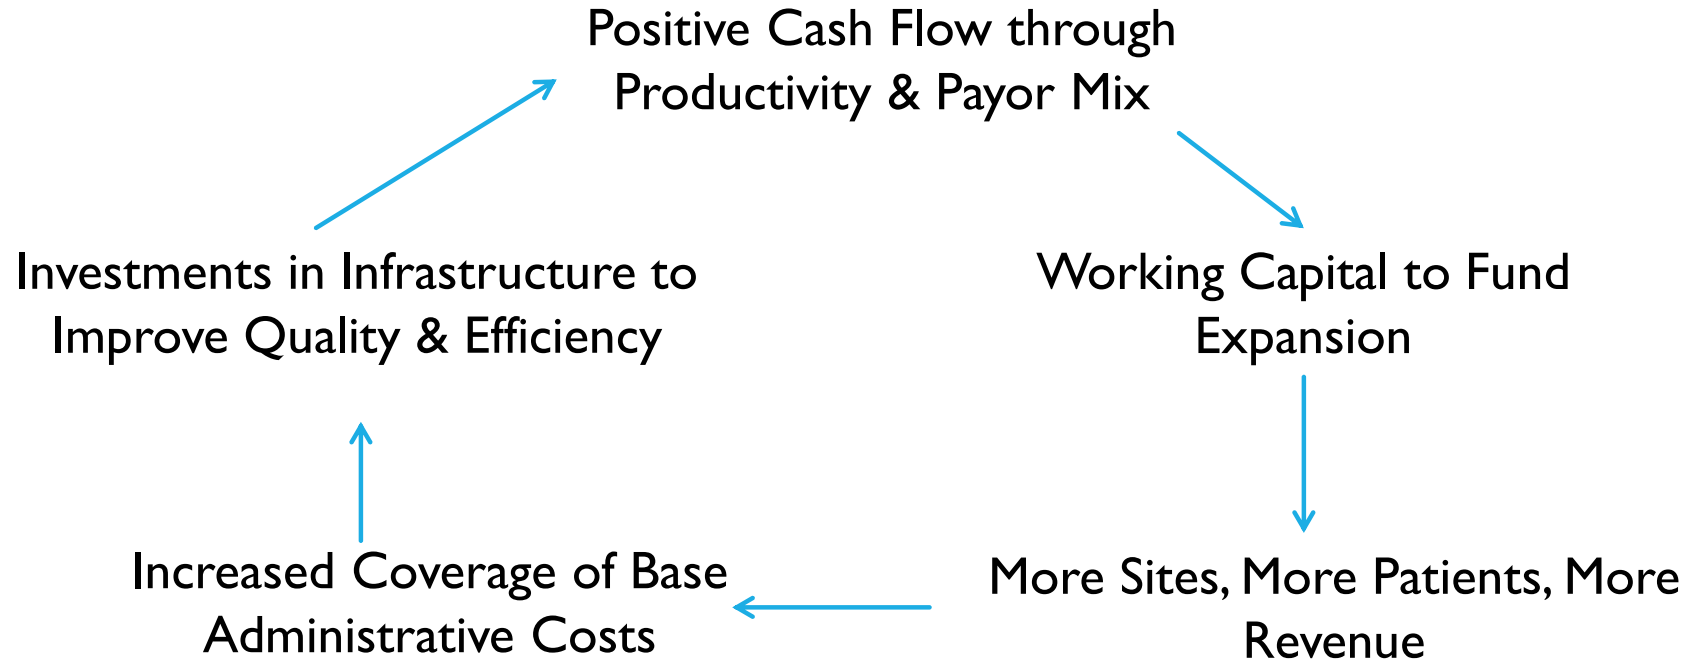 Positive Cash Flow through
Productivity & Payor Mix
Working Capital to Fund
Expansion
More Sites, More Patients, More
Revenue
Increased Coverage of Base
Administrative Costs
Investments in Infrastructure to
Improve Quality & Efficiency